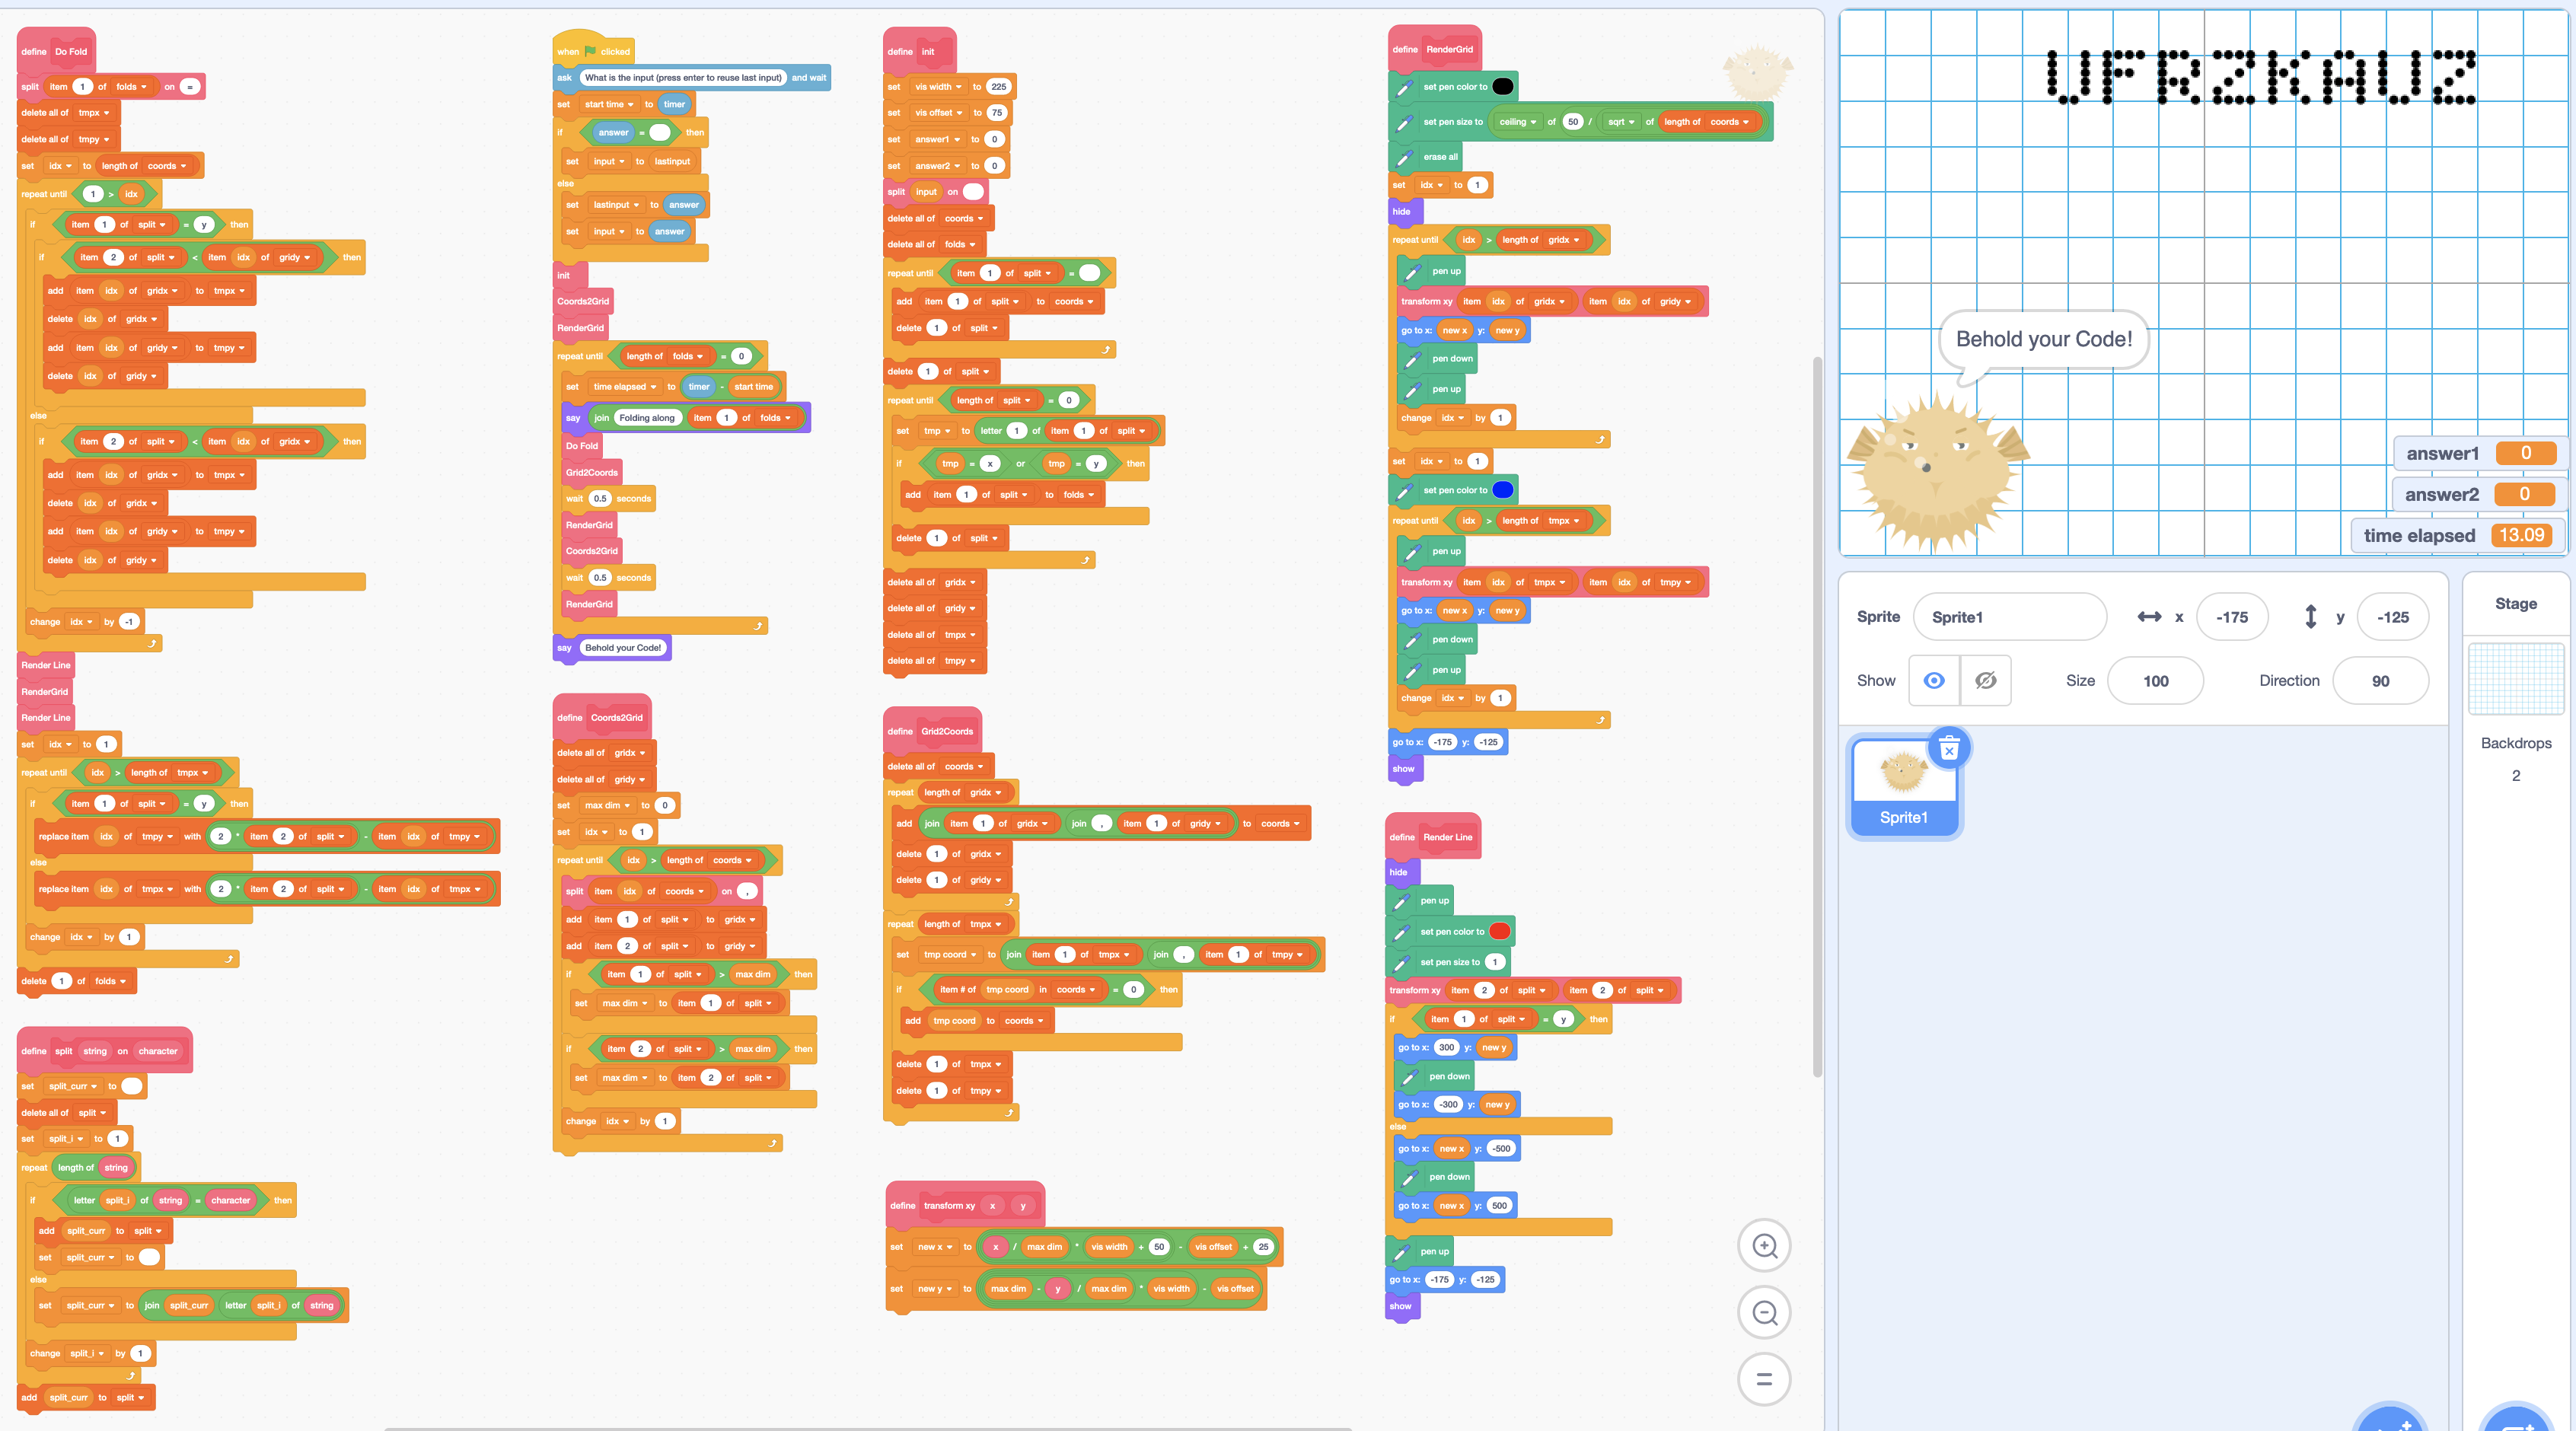 define Do Fold
split item 1 of folds on =
delete all of tmpx
delete all of tmpy
set idx to length of coords
repeat until 1 > idx
if item 1 of split = y then
if item 2 of split < item idx of gridy then
add item idx of gridx to tmpx
delete idx of gridx
add item idx of gridy to tmpy
delete idx of gridy
else
if item 2 of split < item idx of gridx then
add item idx of gridx to tmpx
delete idx of gridx
add item idx of gridy to tmpy
delete idx of gridy
change idx by -1
Render Line
RenderGrid
Render Line
set idx to 1
repeat until idx > length of tmpx
if item 1 of split = y then
replace item idx of tmpy with 2 * item 2 of split - item idx of tmpy
else
replace item idx of tmpx with 2 * item 2 of split - item idx of tmpx
change idx by 1
delete 1 of folds
define split string on character
set split_curr to
delete all of split
set split_i to 1
repeat length of string
if letter split_i of string = character then
add split_curr to split
set split_curr to
else
set split_curr to join split_curr letter split_i of string
change split_i by 1
add split_curr to split
when clicked
ask What is the input (press enter to reuse last input) and wait
set start time to timer
if answer = then
set input to lastinput
else
set lastinput to answer
set input to answer
init
Coords2Grid
RenderGrid
repeat until length of folds = 0
set time elapsed to timer - start time
say join Folding along item 1 of folds
Do Fold
Grid2Coords
wait 0.5 seconds
RenderGrid
Coords2Grid
wait 0.5 seconds
RenderGrid
say Behold your Code!
define Coords2Grid
delete all of gridx
delete all of gridy
set max dim to 0
set idx to 1
repeat until idx > length of coords
split item idx of coords on ,
add item 1 of split to gridx
add item 2 of split to gridy
if item 1 of split > max dim then
set max dim to item 1 of split
if item 2 of split > max dim then
set max dim to item 2 of split
change idx by 1
define init
set vis width to 225
set vis offset to 75
set answer1 to 0
set answer2 to 0
split input on
delete all of coords
delete all of folds
repeat until item 1 of split =
add item 1 of split to coords
delete 1 of split
delete 1 of split
repeat until length of split = 0
set tmp to letter 1 of item 1 of split
if tmp = x or tmp = y then
add item 1 of split to folds
delete 1 of split
delete all of gridx
delete all of gridy
delete all of tmpx
delete all of tmpy
define Grid2Coords
delete all of coords
repeat length of gridx
add join item 1 of gridx join , item 1 of gridy to coords
delete 1 of gridx
delete 1 of gridy
repeat length of tmpx
set tmp coord to join item 1 of tmpx join , item 1 of tmpy
if item # of tmp coord in coords = 0 then
add tmp coord to coords
delete 1 of tmpx
delete 1 of tmpy
define transform xy x y
set new x to x / max dim * vis width + 50 - vis offset + 25
set new y to max dim - y / max dim * vis width - vis offset
define RenderGrid
set pen color to
set pen size to ceiling of 50 / sqrt of length of coords
erase all
set idx to 1
hide
repeat until idx > length of gridx
pen up
transform xy item idx of gridx item idx of gridy
go to x: new x y: new y
pen down
pen up
change idx by 1
set idx to 1
set pen color to
repeat until idx > length of tmpx
pen up
transform xy item idx of tmpx item idx of tmpy
go to x: new x y: new y
pen down
pen up
change idx by 1
go to x: -175 y: -125
show
define Render Line
hide
pen up
set pen color to
set pen size to 1
transform xy item 2 of split item 2 of split
if item 1 of split = y then
go to x: 300 y: new y
pen down
go to x: -300 y: new y
else
go to x: new x y: -500
pen down
go to x: new x y: 500
pen up
go to x: -175 y: -125
show
UFRZKAUZ
Behold your Code!
answer1 0
answer2 0
time elapsed 13.09
Sprite Sprite1 x -175 y -125
Show Size 100 Direction 90
Sprite1
Stage
Backdrops
2